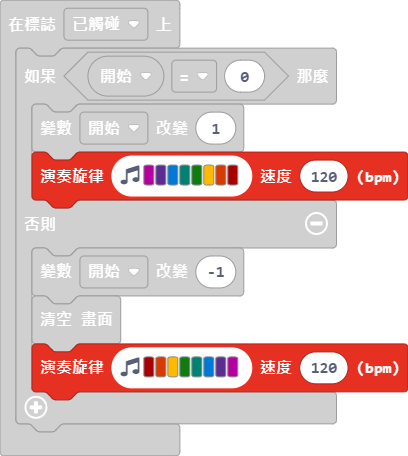 在標誌 已觸碰 上
如果 開始 = 0 那麼
變數 開始 改變 1
演奏旋律 速度 120 (bpm)
否則
變數 開始 改變 -1
清空 畫面
演奏旋律 速度 120 (bpm)